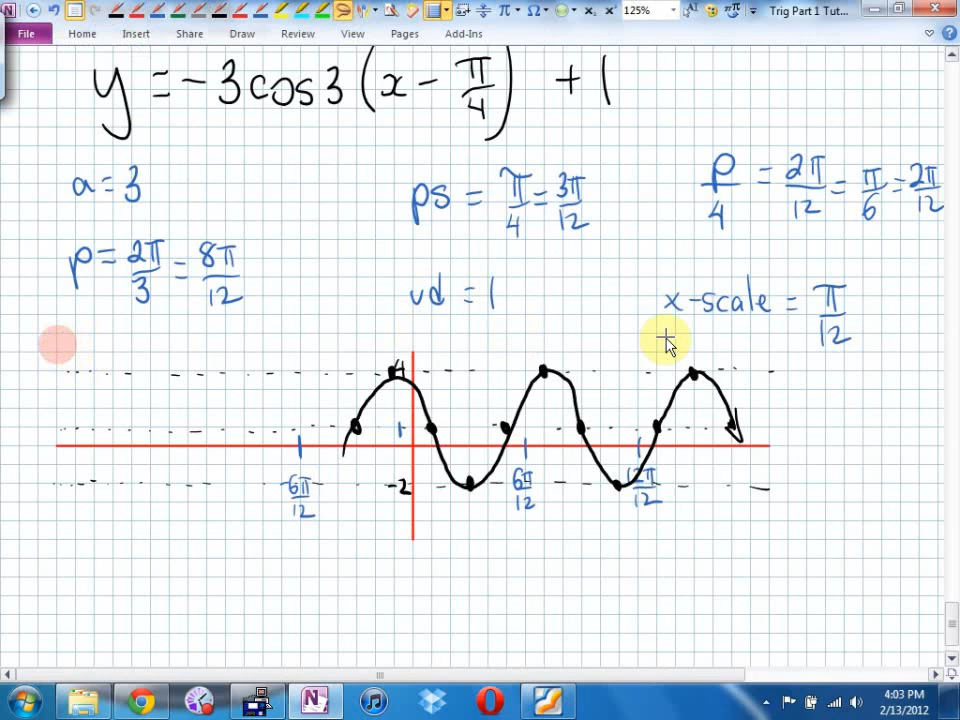 125%
Trig Part 1 Tut...
File Home Insert Share Draw Review View Pages Add-Ins
y = -3cos3(x - π/4) + 1
a = 3
ps = π/4 = 3π/12
p/4 = 2π/12 = π/6 = 2π/12
p = 2π/3 = 8π/12
vd = 1
x-scale = π/12
4
1
-6π/12
-2
6π/12
12π/12
4:03 PM
2/13/2012